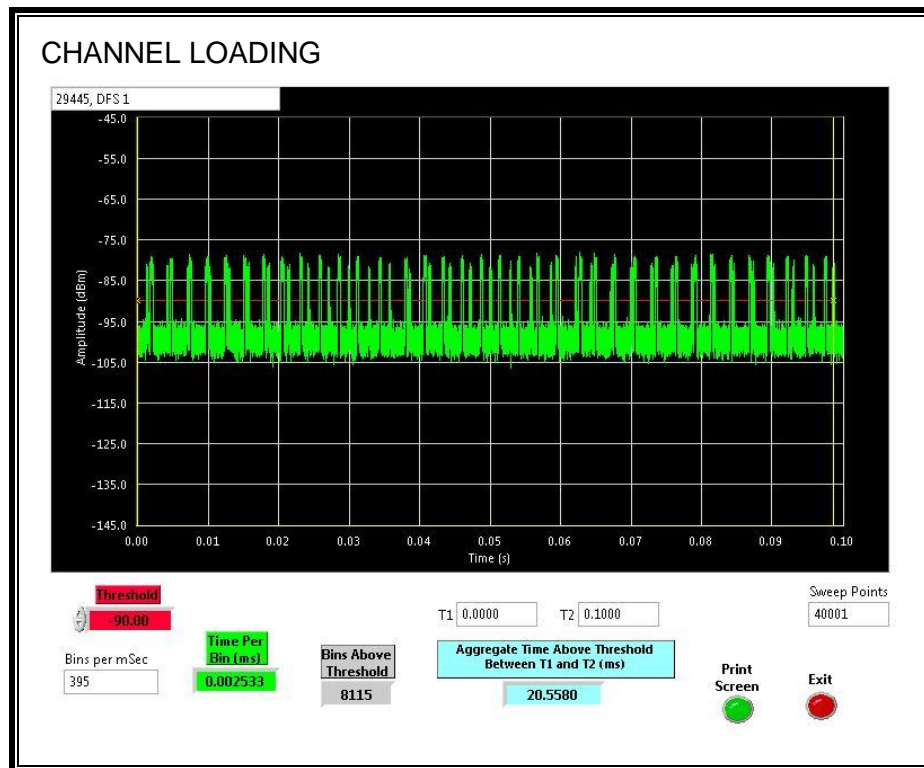 CHANNEL LOADING
29445, DFS 1
-45.0
-55.0
-65.0
-75.0
-85.0
-95.0
-105.0
-115.0
-125.0
-145.0
Amplitude (dBm)
0.00 0.01 0.02 0.03 0.04 0.05 0.06 0.07 0.08 0.09 0.10
Time (s)
Threshold
-90.00
T1 0.0000 T2 0.1000
Sweep Points
40001
Bins per mSec
395
Time Per
Bin (ms)
0.002533
Bins Above
Threshold
8115
Aggregate Time Above Threshold
Between T1 and T2 (ms)
20.5580
Print
Screen
Exit